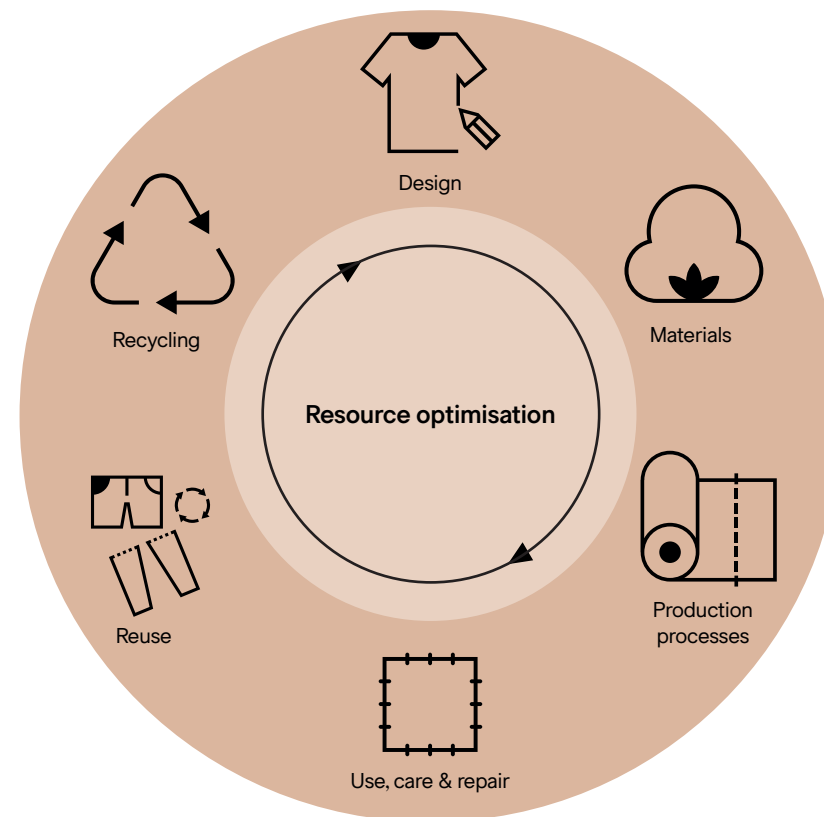 Design
Materials
Production
processes
Use, care & repair
Reuse
Recycling
Resource optimisation